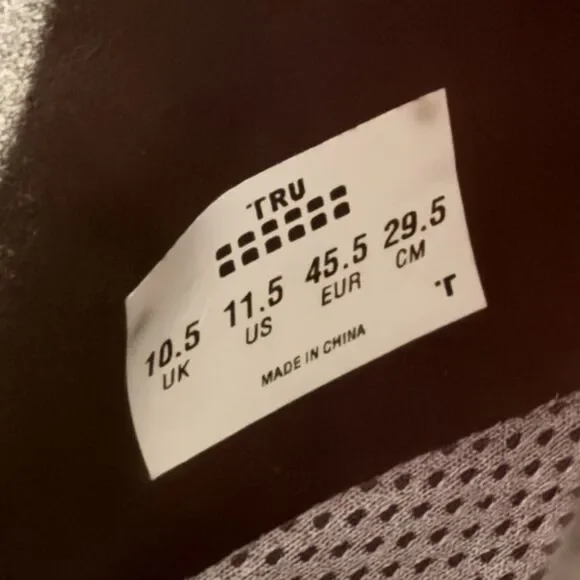 TRU
10.5 11.5 45.5 29.5
UK US EUR CM
MADE IN CHINA
T